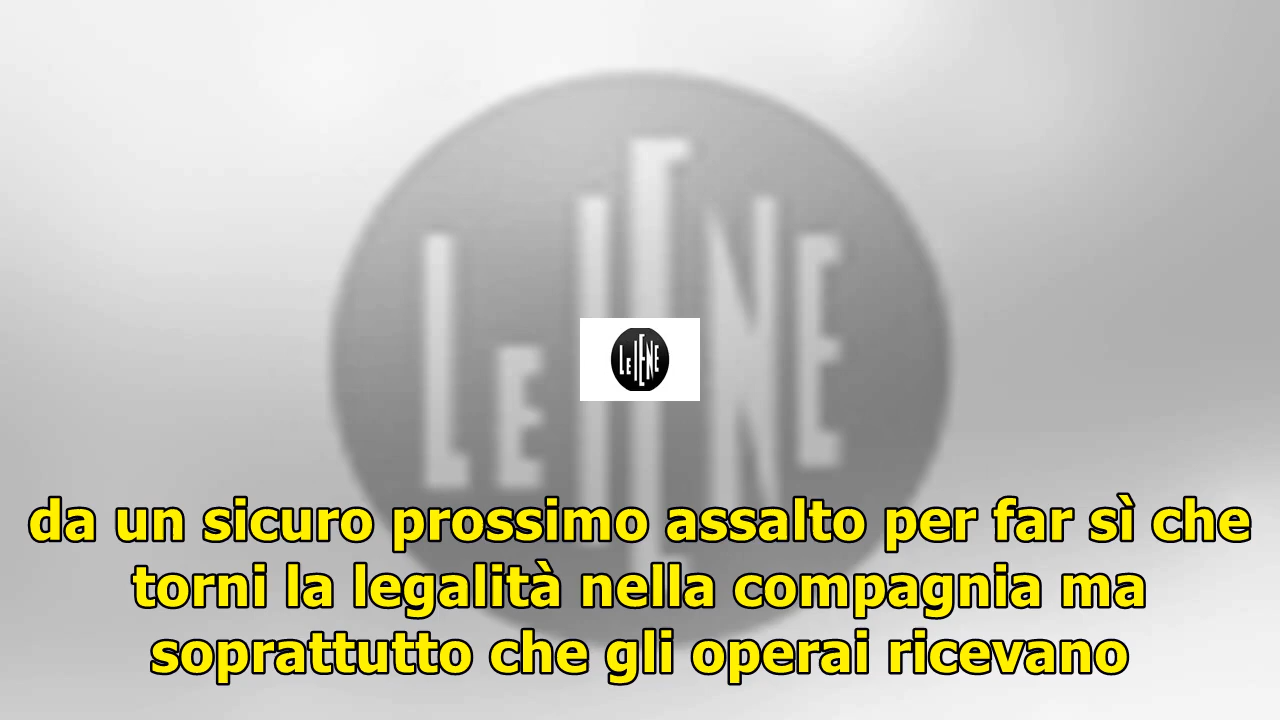 LE IENE
LE IENE
da un sicuro prossimo assalto per far sì che
torni la legalità nella compagnia ma
soprattutto che gli operai ricevano